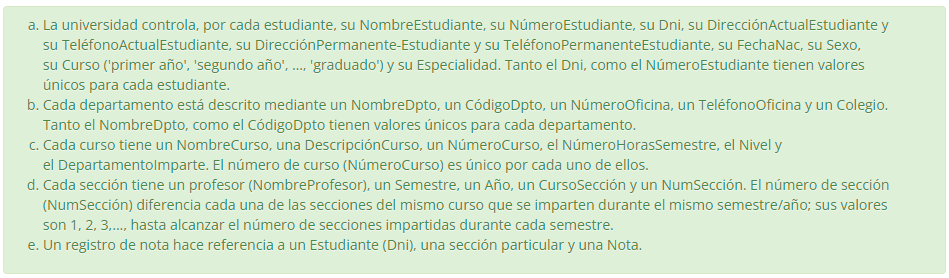 a. La universidad controla, por cada estudiante, su NombreEstudiante, su NúmeroEstudiante, su Dni, su DirecciónActualEstudiante y
su TeléfonoActualEstudiante, su DirecciónPermanente-Estudiante y su TeléfonoPermanenteEstudiante, su FechaNac, su Sexo,
su Curso ('primer año', 'segundo año', ..., 'graduado') y su Especialidad. Tanto el Dni, como el NúmeroEstudiante tienen valores
únicos para cada estudiante.
b. Cada departamento está descrito mediante un NombreDpto, un CódigoDpto, un NúmeroOficina, un TeléfonoOficina y un Colegio.
Tanto el NombreDpto, como el CódigoDpto tienen valores únicos para cada departamento.
c. Cada curso tiene un NombreCurso, una DescripciónCurso, un NúmeroCurso, el NúmeroHorasSemestre, el Nivel y
el DepartamentoImparte. El número de curso (NúmeroCurso) es único por cada uno de ellos.
d. Cada sección tiene un profesor (NombreProfesor), un Semestre, un Año, un CursoSección y un NumSección. El número de sección
(NumSección) diferencia cada una de las secciones del mismo curso que se imparten durante el mismo semestre/año; sus valores
son 1, 2, 3,..., hasta alcanzar el número de secciones impartidas durante cada semestre.
e. Un registro de nota hace referencia a un Estudiante (Dni), una sección particular y una Nota.